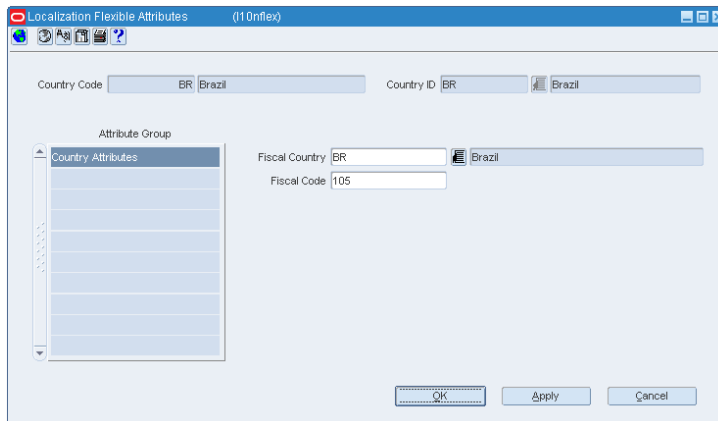 Localization Flexible Attributes (l10nflex)
Country Code BR Brazil Country ID BR Brazil
Attribute Group
Country Attributes Fiscal Country BR Brazil
Fiscal Code 105
OK Apply Cancel